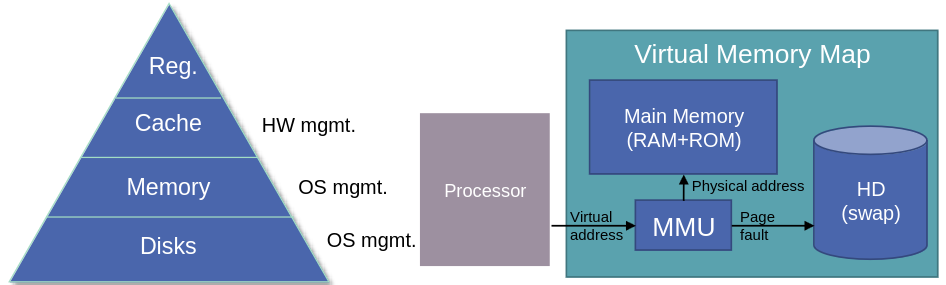 Reg.
Cache
Memory
Disks
HW mgmt.
OS mgmt.
OS mgmt.
Processor
Virtual Memory Map
Main Memory
(RAM+ROM)
Physical address
Virtual
address
MMU
Page
fault
HD
(swap)